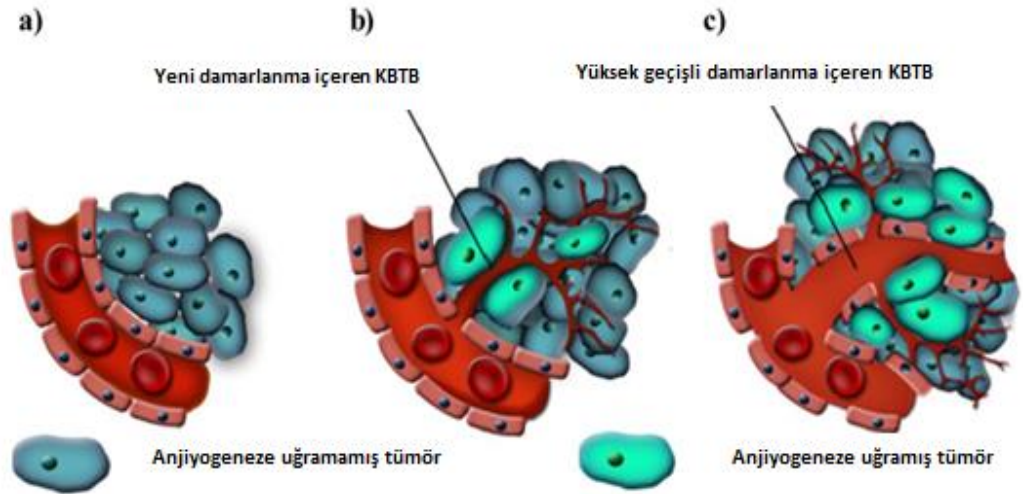 a)
b)
c)
Yeni damarlanma içeren KBTB
Yüksek geçişli damarlanma içeren KBTB
Anjiyogeneze uğramamış tümör
Anjiyogeneze uğramış tümör